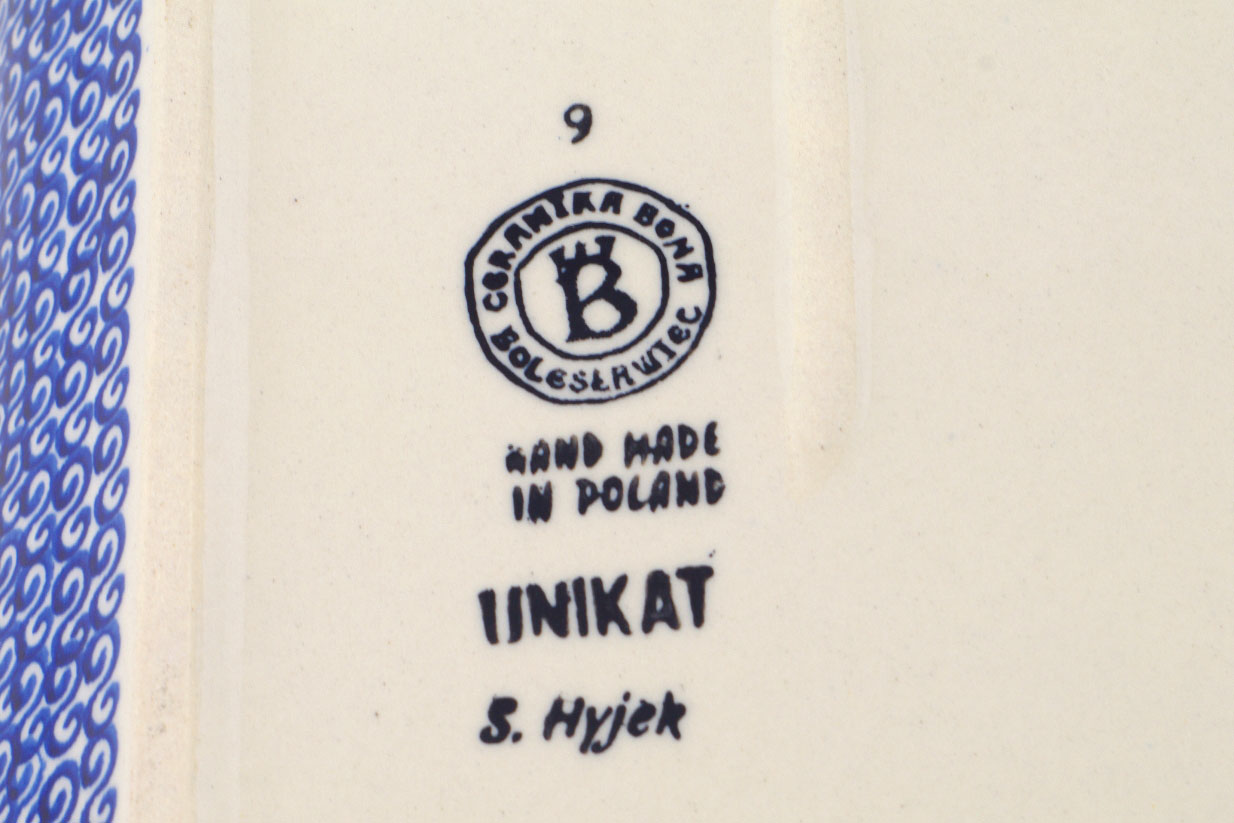 9
CERAMIKA BONA
BOLESŁAWIEC
B
HAND MADE
IN POLAND
UNIKAT
S. Hyjek